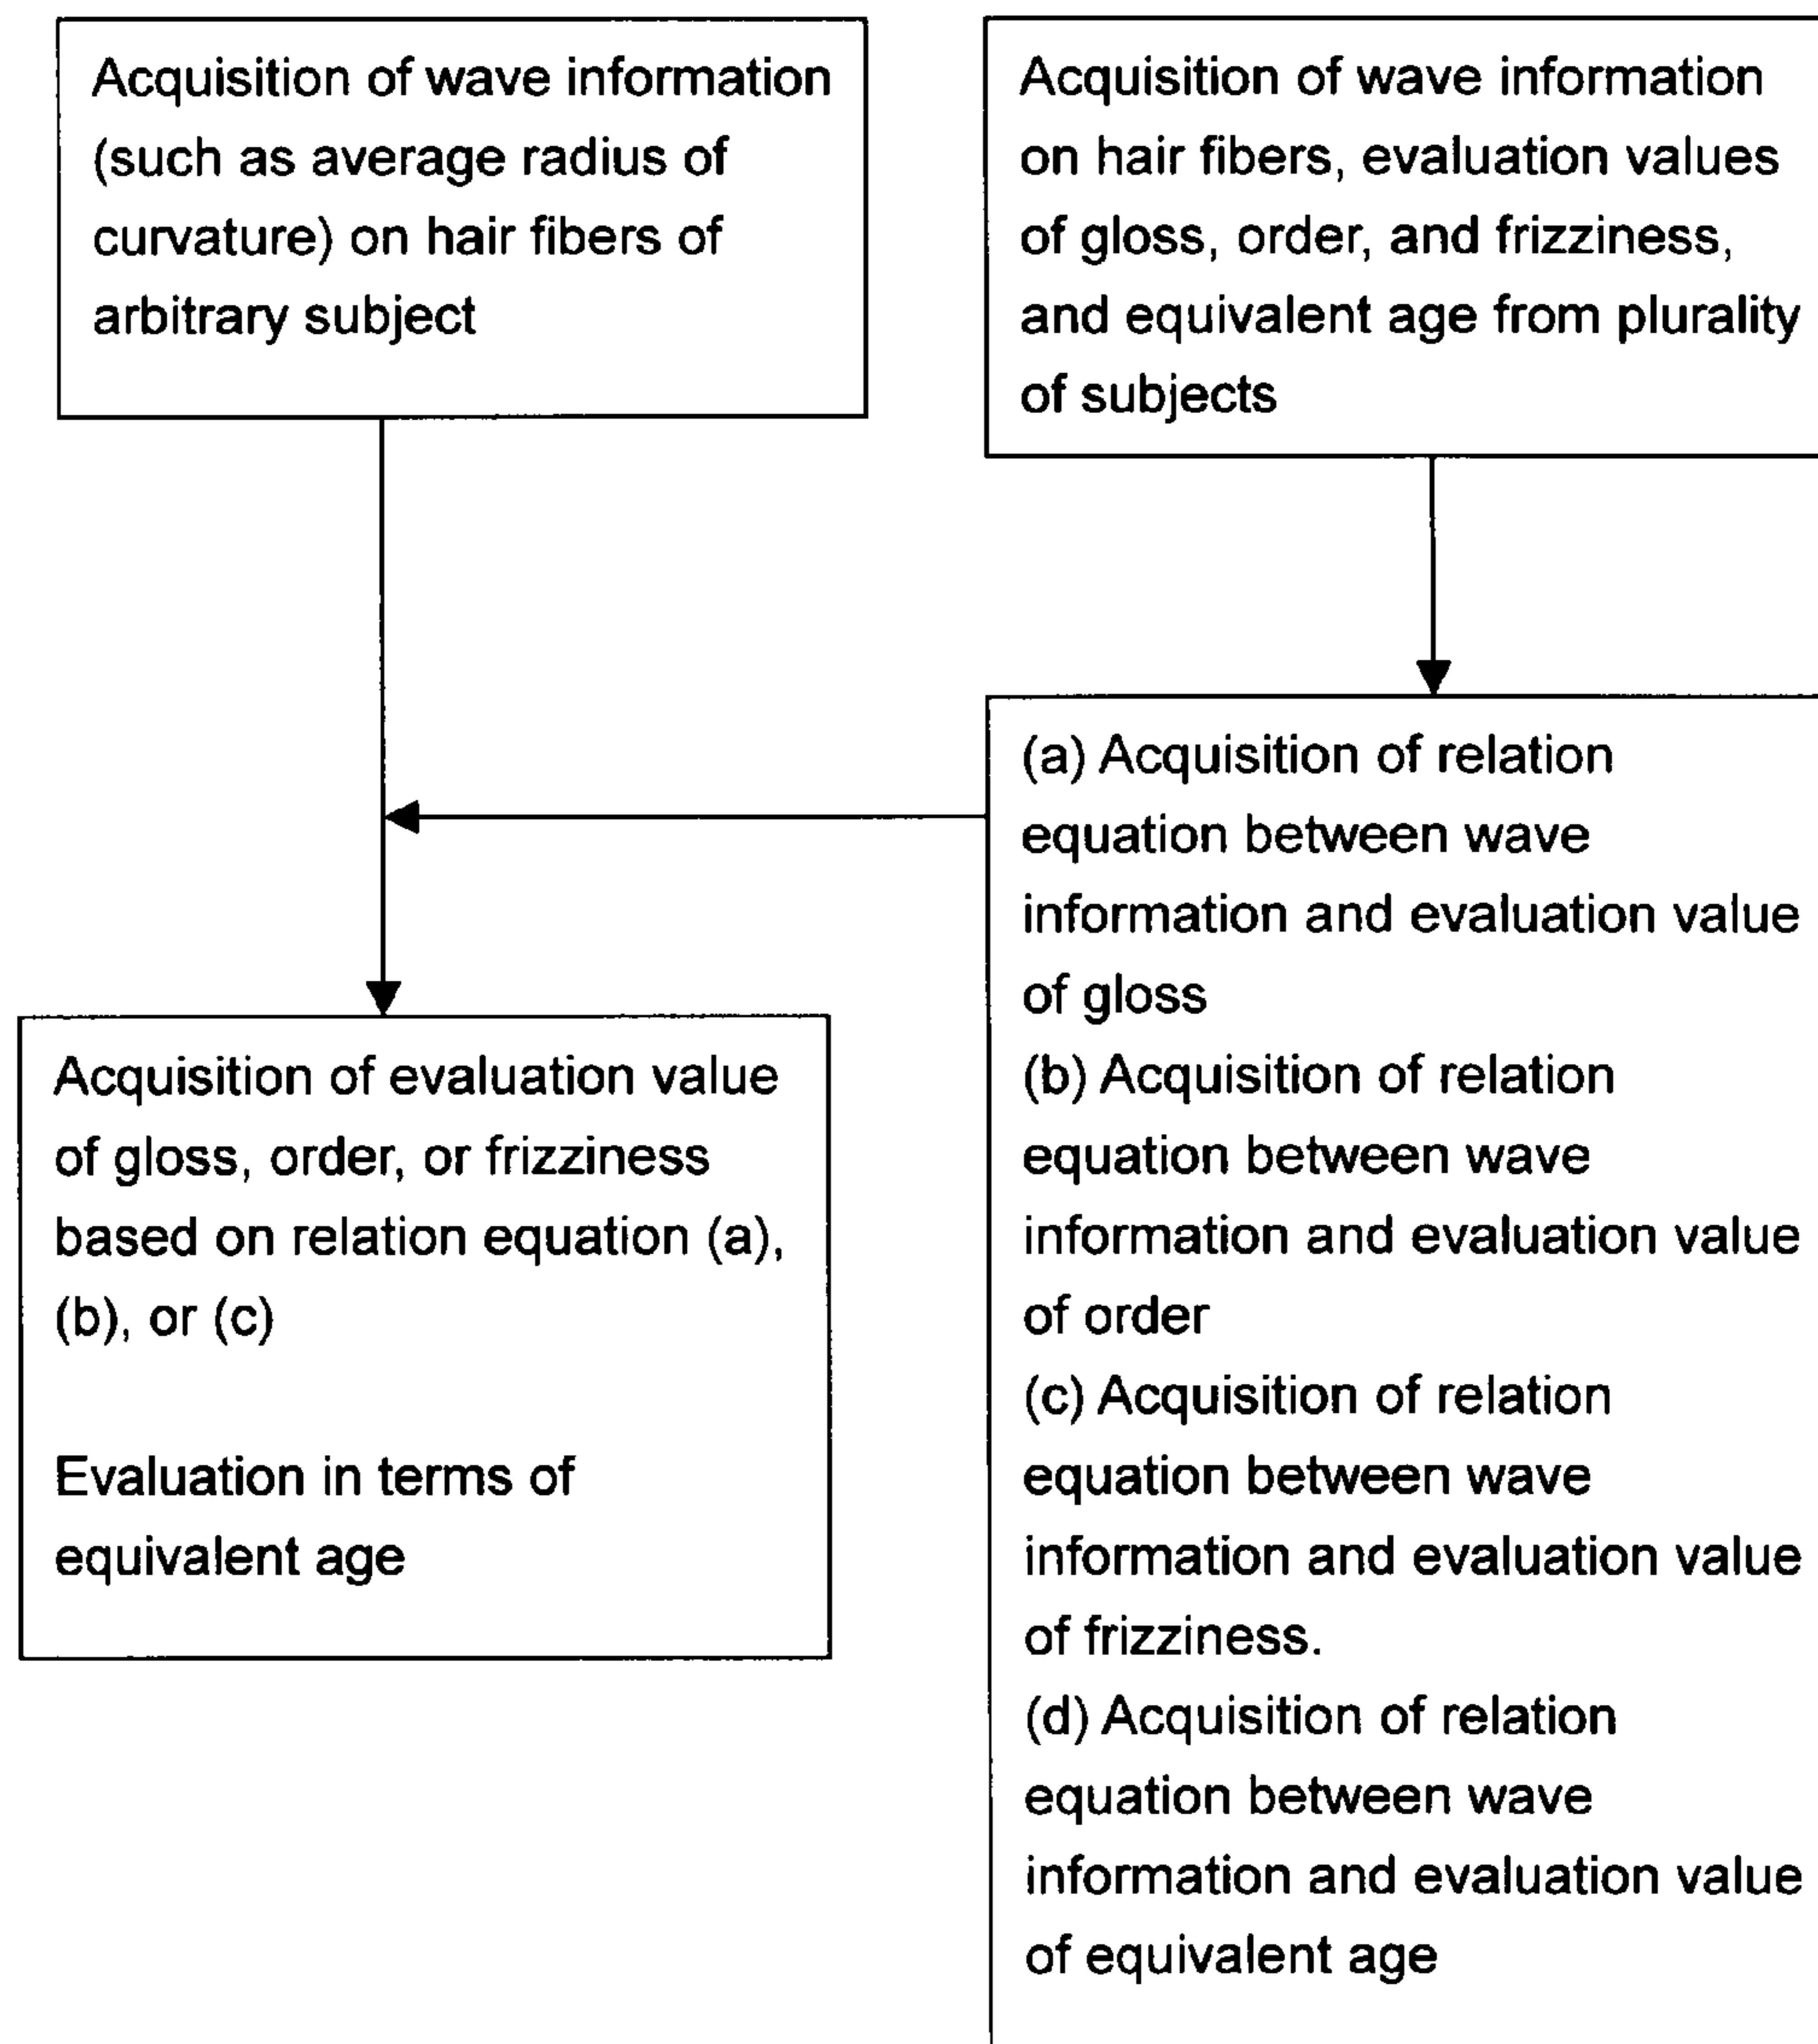 Acquisition of wave information
(such as average radius of
curvature) on hair fibers of
arbitrary subject
Acquisition of wave information
on hair fibers, evaluation values
of gloss, order, and frizziness,
and equivalent age from plurality
of subjects
(a) Acquisition of relation
equation between wave
information and evaluation value
of gloss
(b) Acquisition of relation
equation between wave
information and evaluation value
of order
(c) Acquisition of relation
equation between wave
information and evaluation value
of frizziness.
(d) Acquisition of relation
equation between wave
information and evaluation value
of equivalent age
Acquisition of evaluation value
of gloss, order, or frizziness
based on relation equation (a),
(b), or (c)
Evaluation in terms of
equivalent age